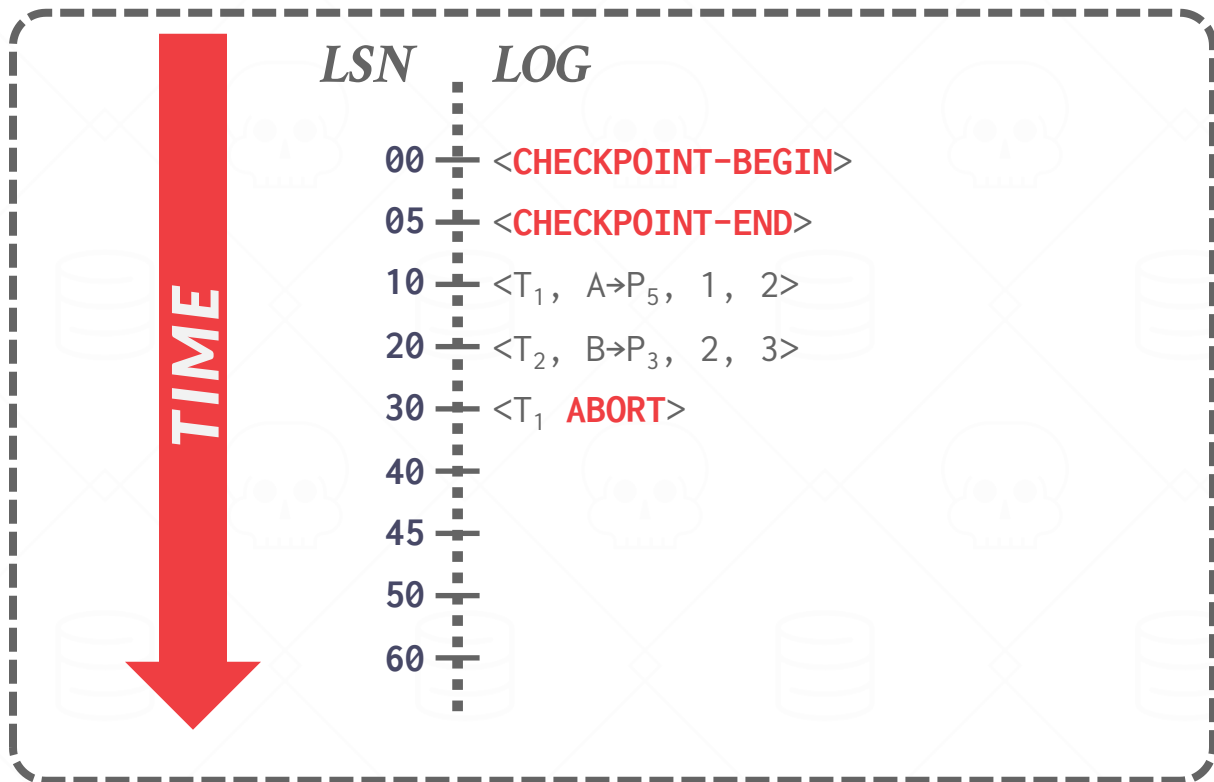 TIME
LSN LOG
00 <CHECKPOINT-BEGIN>
05 <CHECKPOINT-END>
10 <T₁, A→P₅, 1, 2>
20 <T₂, B→P₃, 2, 3>
30 <T₁ ABORT>
40
45
50
60